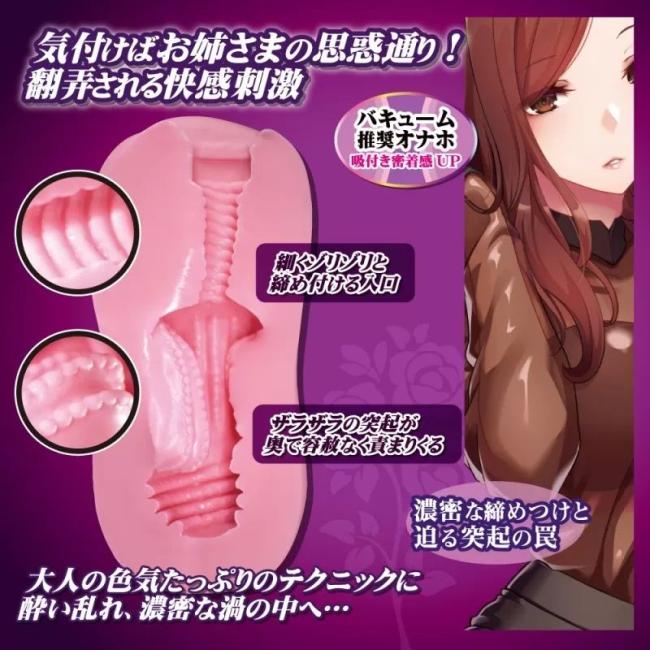 気付けばお姉さまの思惑通り！
翻弄される快感刺激
バキューム
推奨オナホ
吸付き密着感UP
細くゾリゾリと
締め付ける入口
ザラザラの突起が
奥で容赦なく責まりくる
濃密な締めつけと
迫る突起の罠
大人の色気たっぷりのテクニックに
酔い乱れ、濃密な渦の中へ…